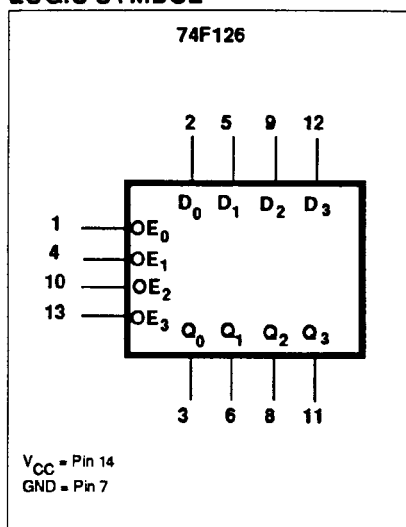 LOGIC SYMBOL
74F126
2 5 9 12
D0 D1 D2 D3
1 OE0
4 OE1
10 OE2
13 OE3
Q0 Q1 Q2 Q3
3 6 8 11
VCC = Pin 14
GND = Pin 7